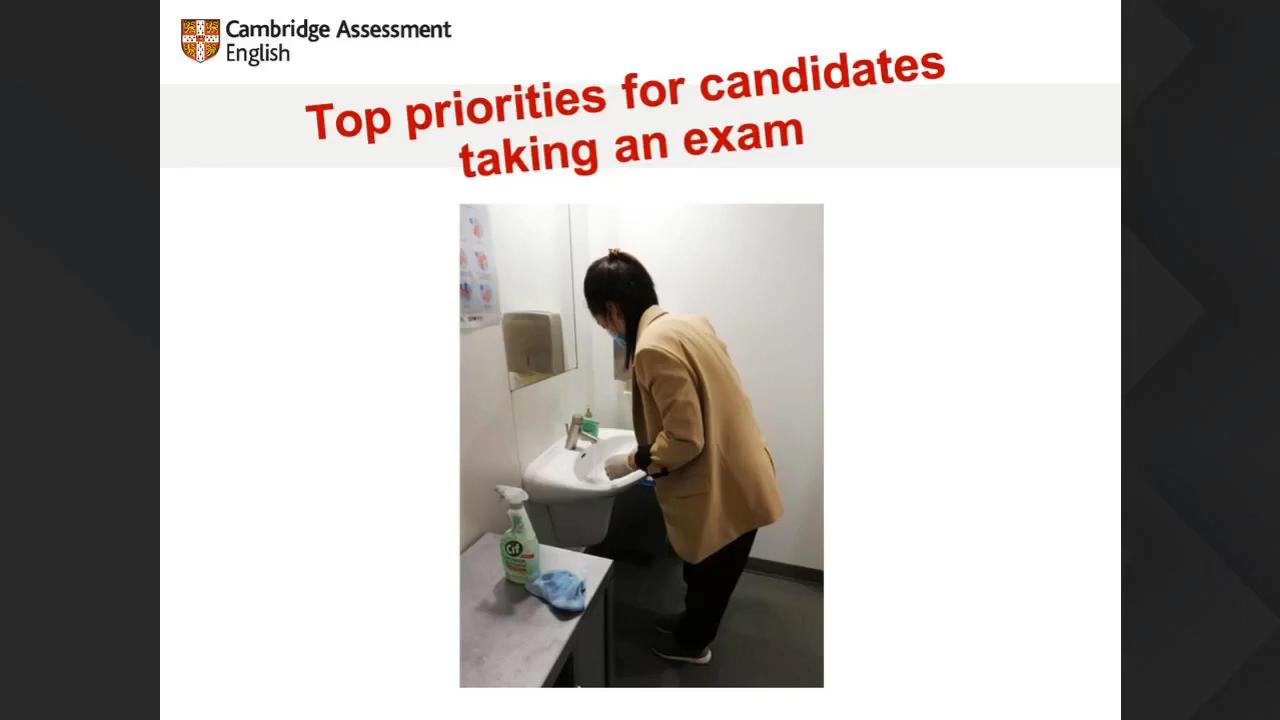 Cambridge Assessment
English
Top priorities for candidates
taking an exam
Cif